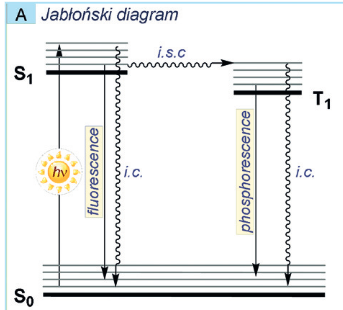 A Jabłoński diagram
i.s.c
S1
T1
hν
fluorescence
i.c.
phosphorescence
i.c.
S0